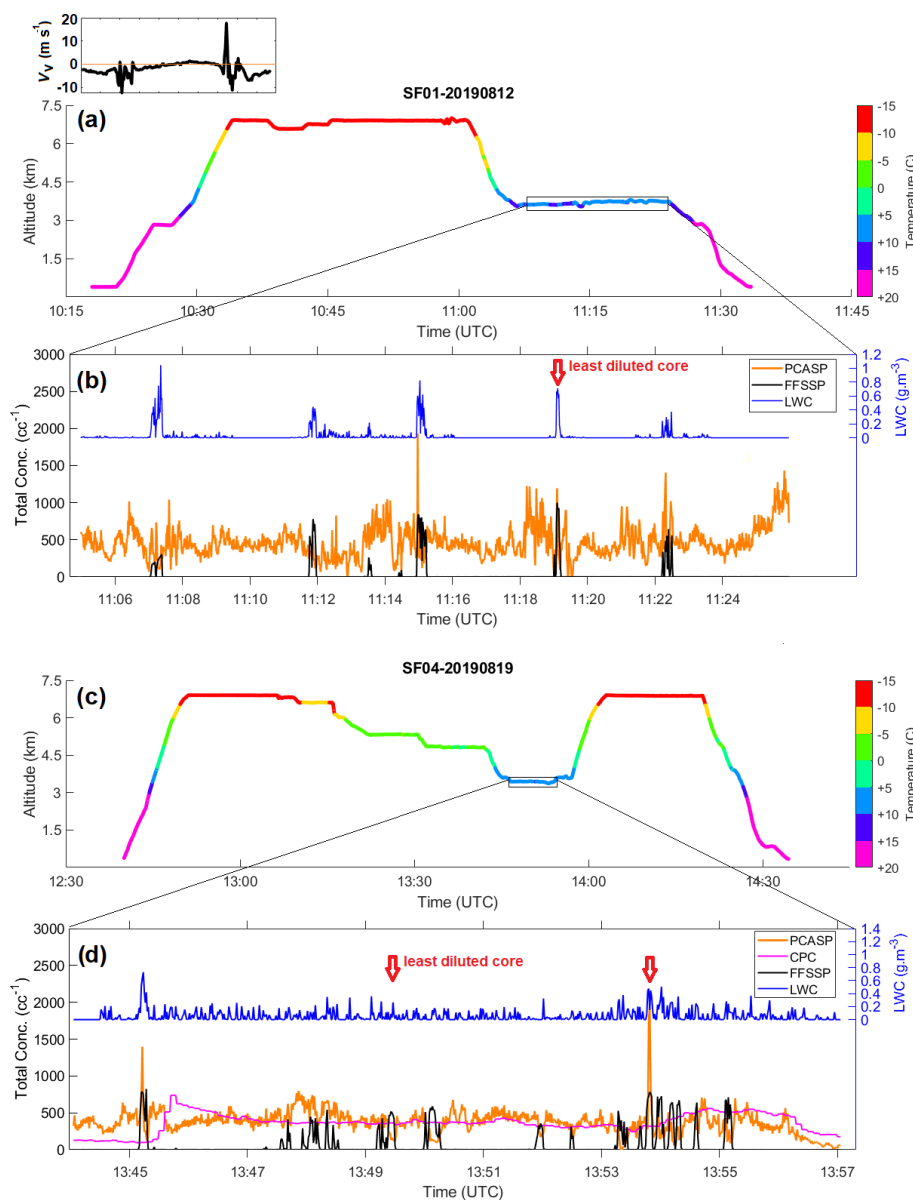 20
10
0
-10
V_v (m s⁻¹)
SF01-20190812
(a)
7.5
6
4.5
3
1.5
Altitude (km)
10:15 10:30 10:45 11:00 11:15 11:30 11:45
Time (UTC)
-15
-10
-5
0
+5
+10
+15
+20
Temperature (C)
(b)
least diluted core
PCASP
FFSSP
LWC
3000
2500
2000
1500
1000
500
0
Total Conc. (cc⁻¹)
1.2
1
0.8
0.6
0.4
0.2
0
LWC (g.m⁻³)
11:06 11:08 11:10 11:12 11:14 11:16 11:18 11:20 11:22 11:24
Time (UTC)
SF04-20190819
(c)
7.5
6
4.5
3
1.5
Altitude (km)
12:30 13:00 13:30 14:00 14:30
Time (UTC)
-15
-10
-5
0
+5
+10
+15
+20
Temperature (C)
(d)
least diluted core
PCASP
CPC
FFSSP
LWC
3000
2500
2000
1500
1000
500
0
Total Conc. (cc⁻¹)
1.4
1.2
1
0.8
0.6
0.4
0.2
0
LWC (g.m⁻³)
13:45 13:47 13:49 13:51 13:53 13:55 13:57
Time (UTC)